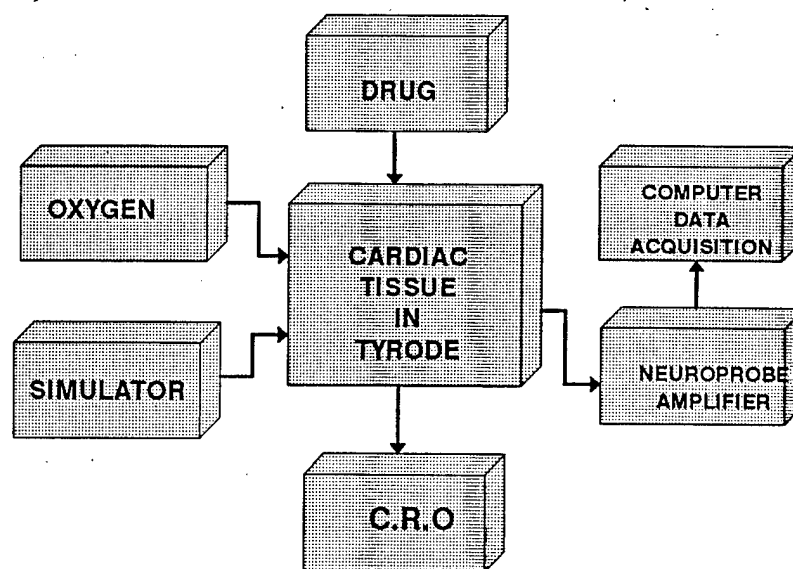 DRUG
OXYGEN
CARDIAC
TISSUE
IN
TYRODE
COMPUTER
DATA
ACQUISITION
SIMULATOR
NEUROPROBE
AMPLIFIER
C.R.O